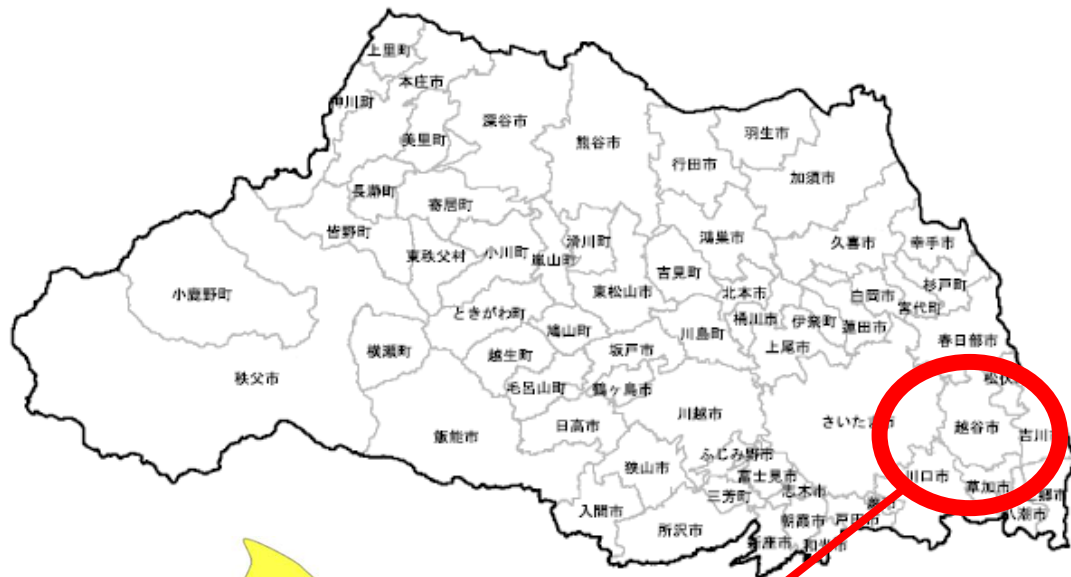 上里町
本庄市
神川町
深谷市
熊谷市
羽生市
美里町
行田市
加須市
長瀞町
寄居町
皆野町
東秩父村
小川町
嵐山町
滑川町
鴻巣市
久喜市
幸手市
吉見町
小鹿野町
東松山市
北本市
白岡市
杉戸町
宮代町
ときがわ町
鳩山町
川島町
桶川市
伊奈町
蓮田市
横瀬町
越生町
坂戸市
上尾市
春日部市
秩父市
毛呂山町
鶴ヶ島市
松伏
日高市
川越市
さいたま市
越谷市
吉川市
飯能市
ふじみ野市
狭山市
富士見市
川口市
三芳町
志木市
草加市
郷市
入間市
朝霞市
戸田市
八潮市
所沢市
新座市
和光市